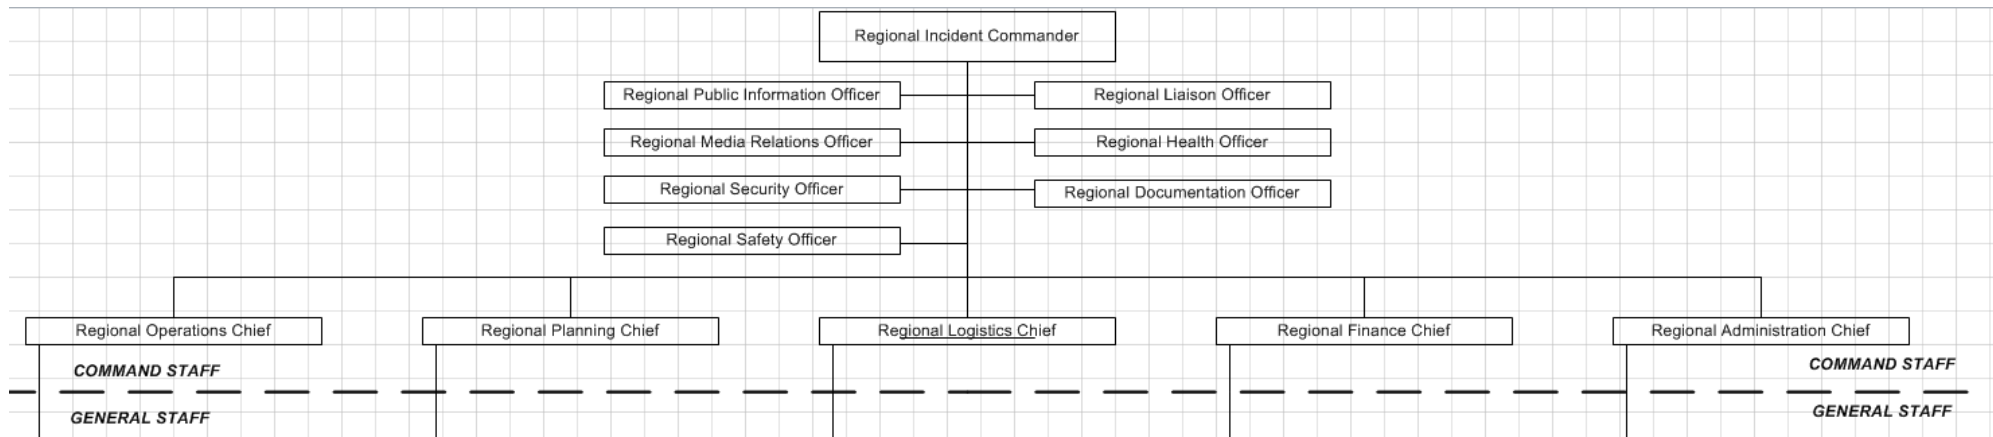 Regional Incident Commander
Regional Public Information Officer
Regional Liaison Officer
Regional Media Relations Officer
Regional Health Officer
Regional Security Officer
Regional Documentation Officer
Regional Safety Officer
Regional Operations Chief
Regional Planning Chief
Regional Logistics Chief
Regional Finance Chief
Regional Administration Chief
COMMAND STAFF
COMMAND STAFF
GENERAL STAFF
GENERAL STAFF